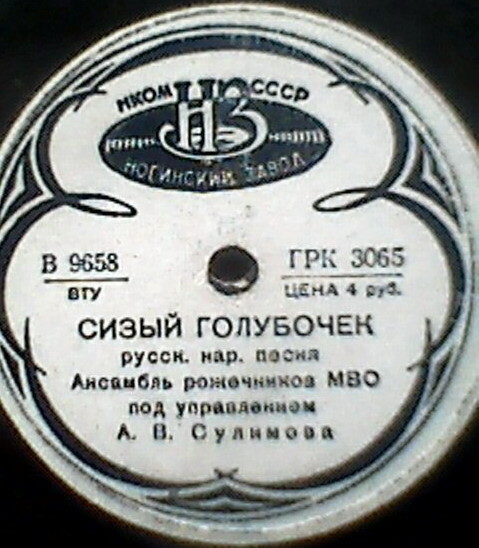 НКОМ НЗ СССР
НОГИНСКИЙ ЗАВОД
В 9658
ВТУ
ГРК 3065
ЦЕНА 4 руб.
СИЗЫЙ ГОЛУБОЧЕК
русск. нар. песня
Ансамбль рожечников МВО
под управлением
А. В. Сулимова